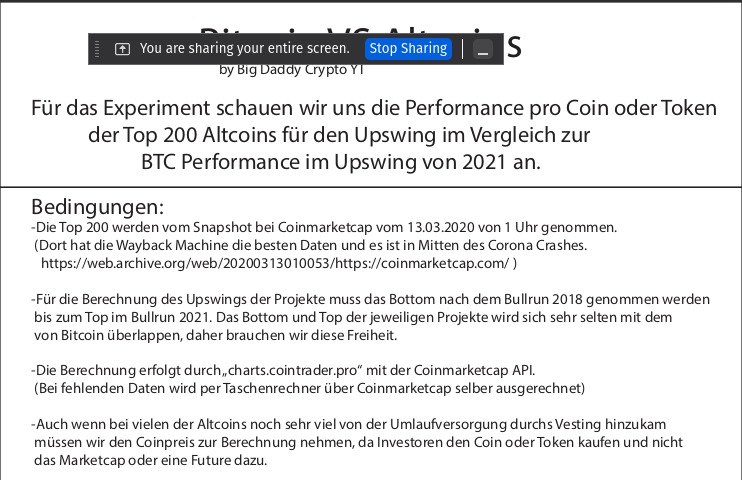 You are sharing your entire screen. Stop Sharing
by Big Daddy Crypto YT
Für das Experiment schauen wir uns die Performance pro Coin oder Token
der Top 200 Altcoins für den Upswing im Vergleich zur
BTC Performance im Upswing von 2021 an.
Bedingungen:
-Die Top 200 werden vom Snapshot bei Coinmarketcap vom 13.03.2020 von 1 Uhr genommen.
(Dort hat die Wayback Machine die besten Daten und es ist in Mitten des Corona Crashes.
https://web.archive.org/web/20200313010053/https://coinmarketcap.com/ )
-Für die Berechnung des Upswings der Projekte muss das Bottom nach dem Bullrun 2018 genommen werden
bis zum Top im Bullrun 2021. Das Bottom und Top der jeweiligen Projekte wird sich sehr selten mit dem
von Bitcoin überlappen, daher brauchen wir diese Freiheit.
-Die Berechnung erfolgt durch„charts.cointrader.pro“ mit der Coinmarketcap API.
(Bei fehlenden Daten wird per Taschenrechner über Coinmarketcap selber ausgerechnet)
-Auch wenn bei vielen der Altcoins noch sehr viel von der Umlaufversorgung durchs Vesting hinzukam
müssen wir den Coinpreis zur Berechnung nehmen, da Investoren den Coin oder Token kaufen und nicht
das Marketcap oder eine Future dazu.